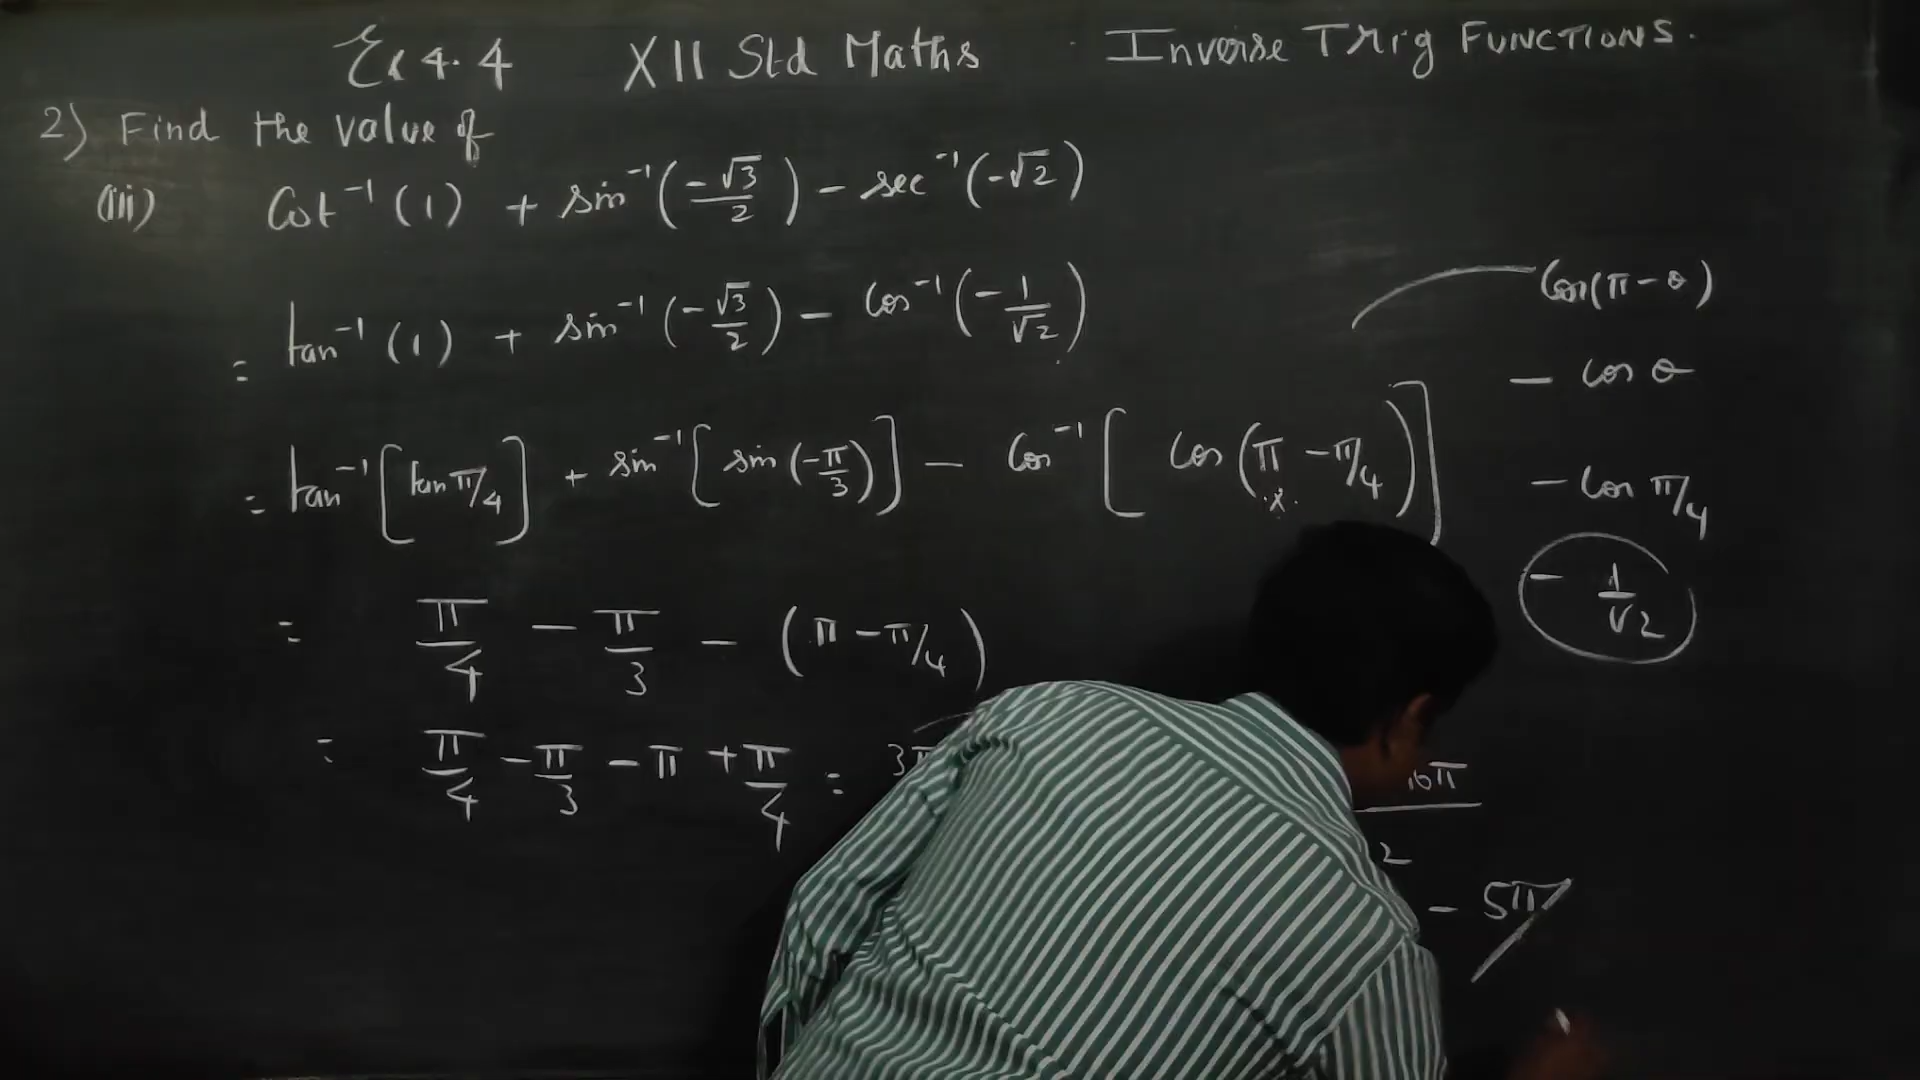 Ex 4.4 XII Std Maths Inverse Trig FUNCTIONS.
2) Find the value of
(iii) Cot⁻¹(1) + sin⁻¹(-√3/2) - sec⁻¹(-√2)
= tan⁻¹(1) + sin⁻¹(-√3/2) - cos⁻¹(-1/√2)
= tan⁻¹[tan π/4] + sin⁻¹[sin(-π/3)] - cos⁻¹[cos(π - π/4)]
= π/4 - π/3 - (π - π/4)
= π/4 - π/3 - π + π/4 = 3π
2
- 5π/
cos(π - θ)
- cos θ
- cos π/4
- 1/√2